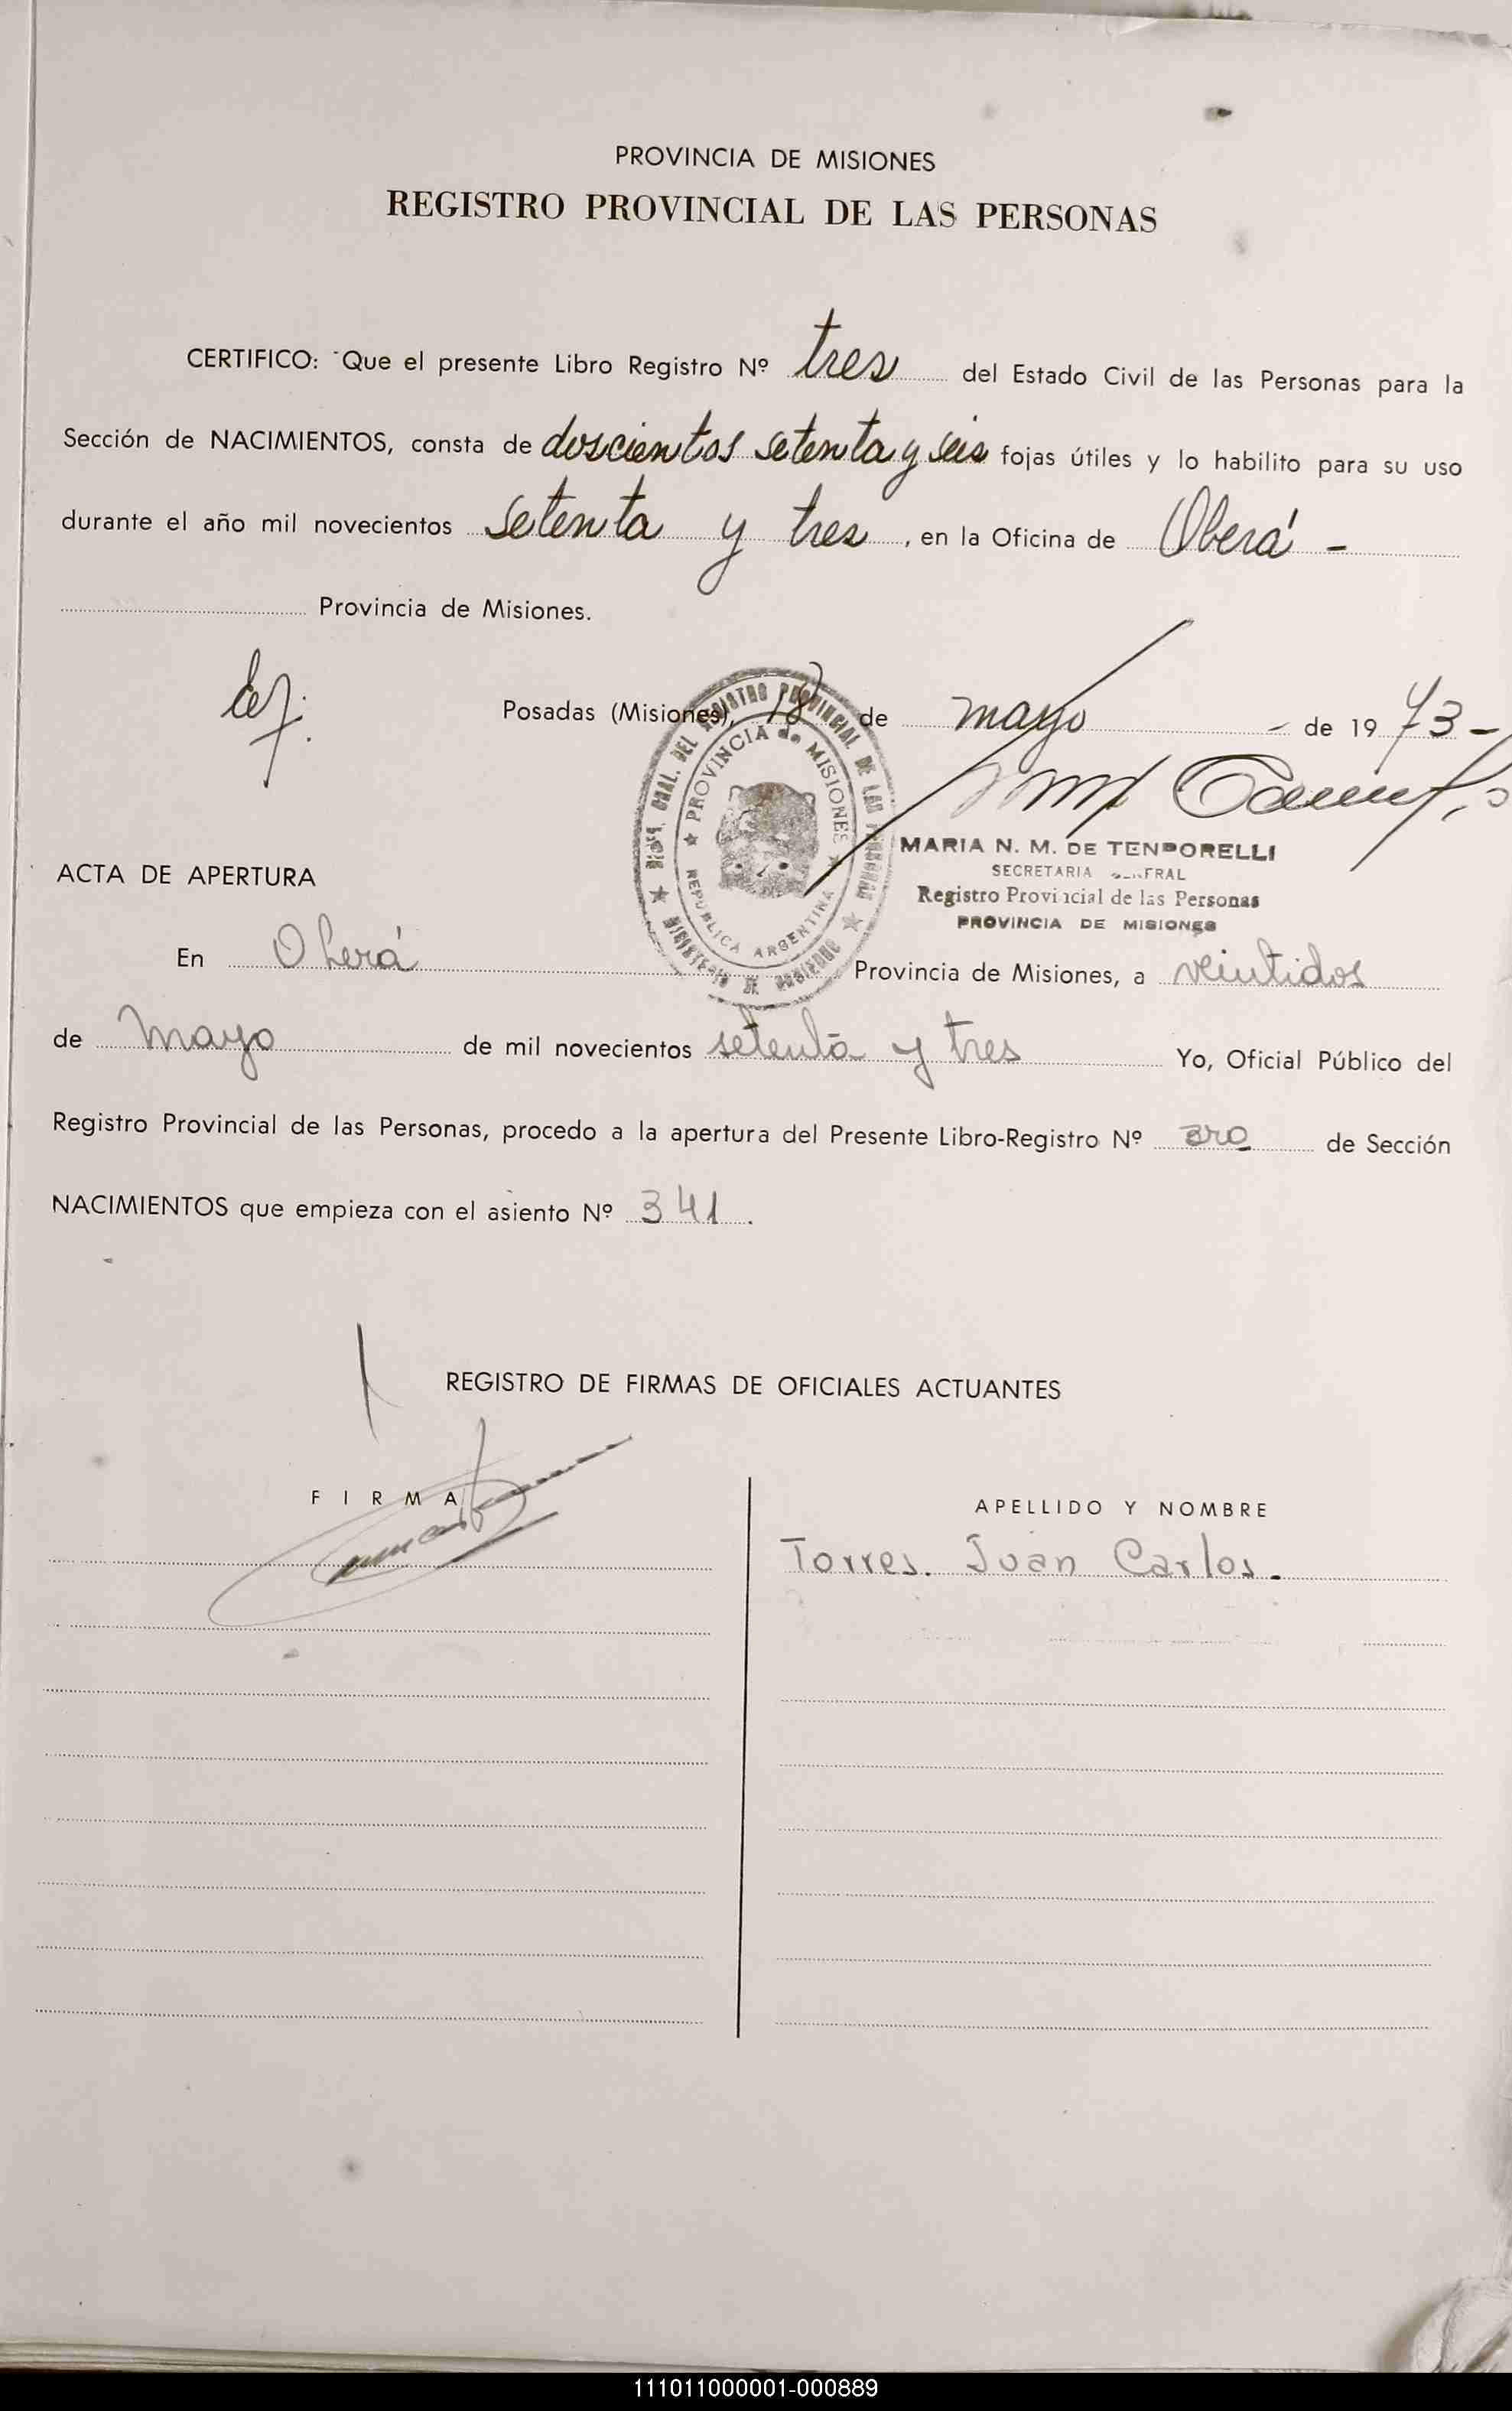 PROVINCIA DE MISIONES
REGISTRO PROVINCIAL DE LAS PERSONAS
CERTIFICO: Que el presente Libro Registro Nº tres del Estado Civil de las Personas para la
Sección de NACIMIENTOS, consta de doscientos setenta y seis fojas útiles y lo habilito para su uso
durante el año mil novecientos setenta y tres, en la Oficina de Oberá -
Provincia de Misiones.
Posadas (Misiones), 18 de mayo - de 1973 -
PROVINCIA de MISIONES
REPUBLICA ARGENTINA
MARIA N. M. DE TEMPORELLI
SECRETARIA GENERAL
Registro Provincial de las Personas
PROVINCIA DE MISIONES
ACTA DE APERTURA
En Oberá Provincia de Misiones, a veintidos
de mayo de mil novecientos setenta y tres Yo, Oficial Público del
Registro Provincial de las Personas, procedo a la apertura del Presente Libro-Registro Nº 3ro de Sección
NACIMIENTOS que empieza con el asiento Nº 341.
REGISTRO DE FIRMAS DE OFICIALES ACTUANTES
FIRMA
APELLIDO Y NOMBRE
Torres. Juan Carlos.
111011000001-000889